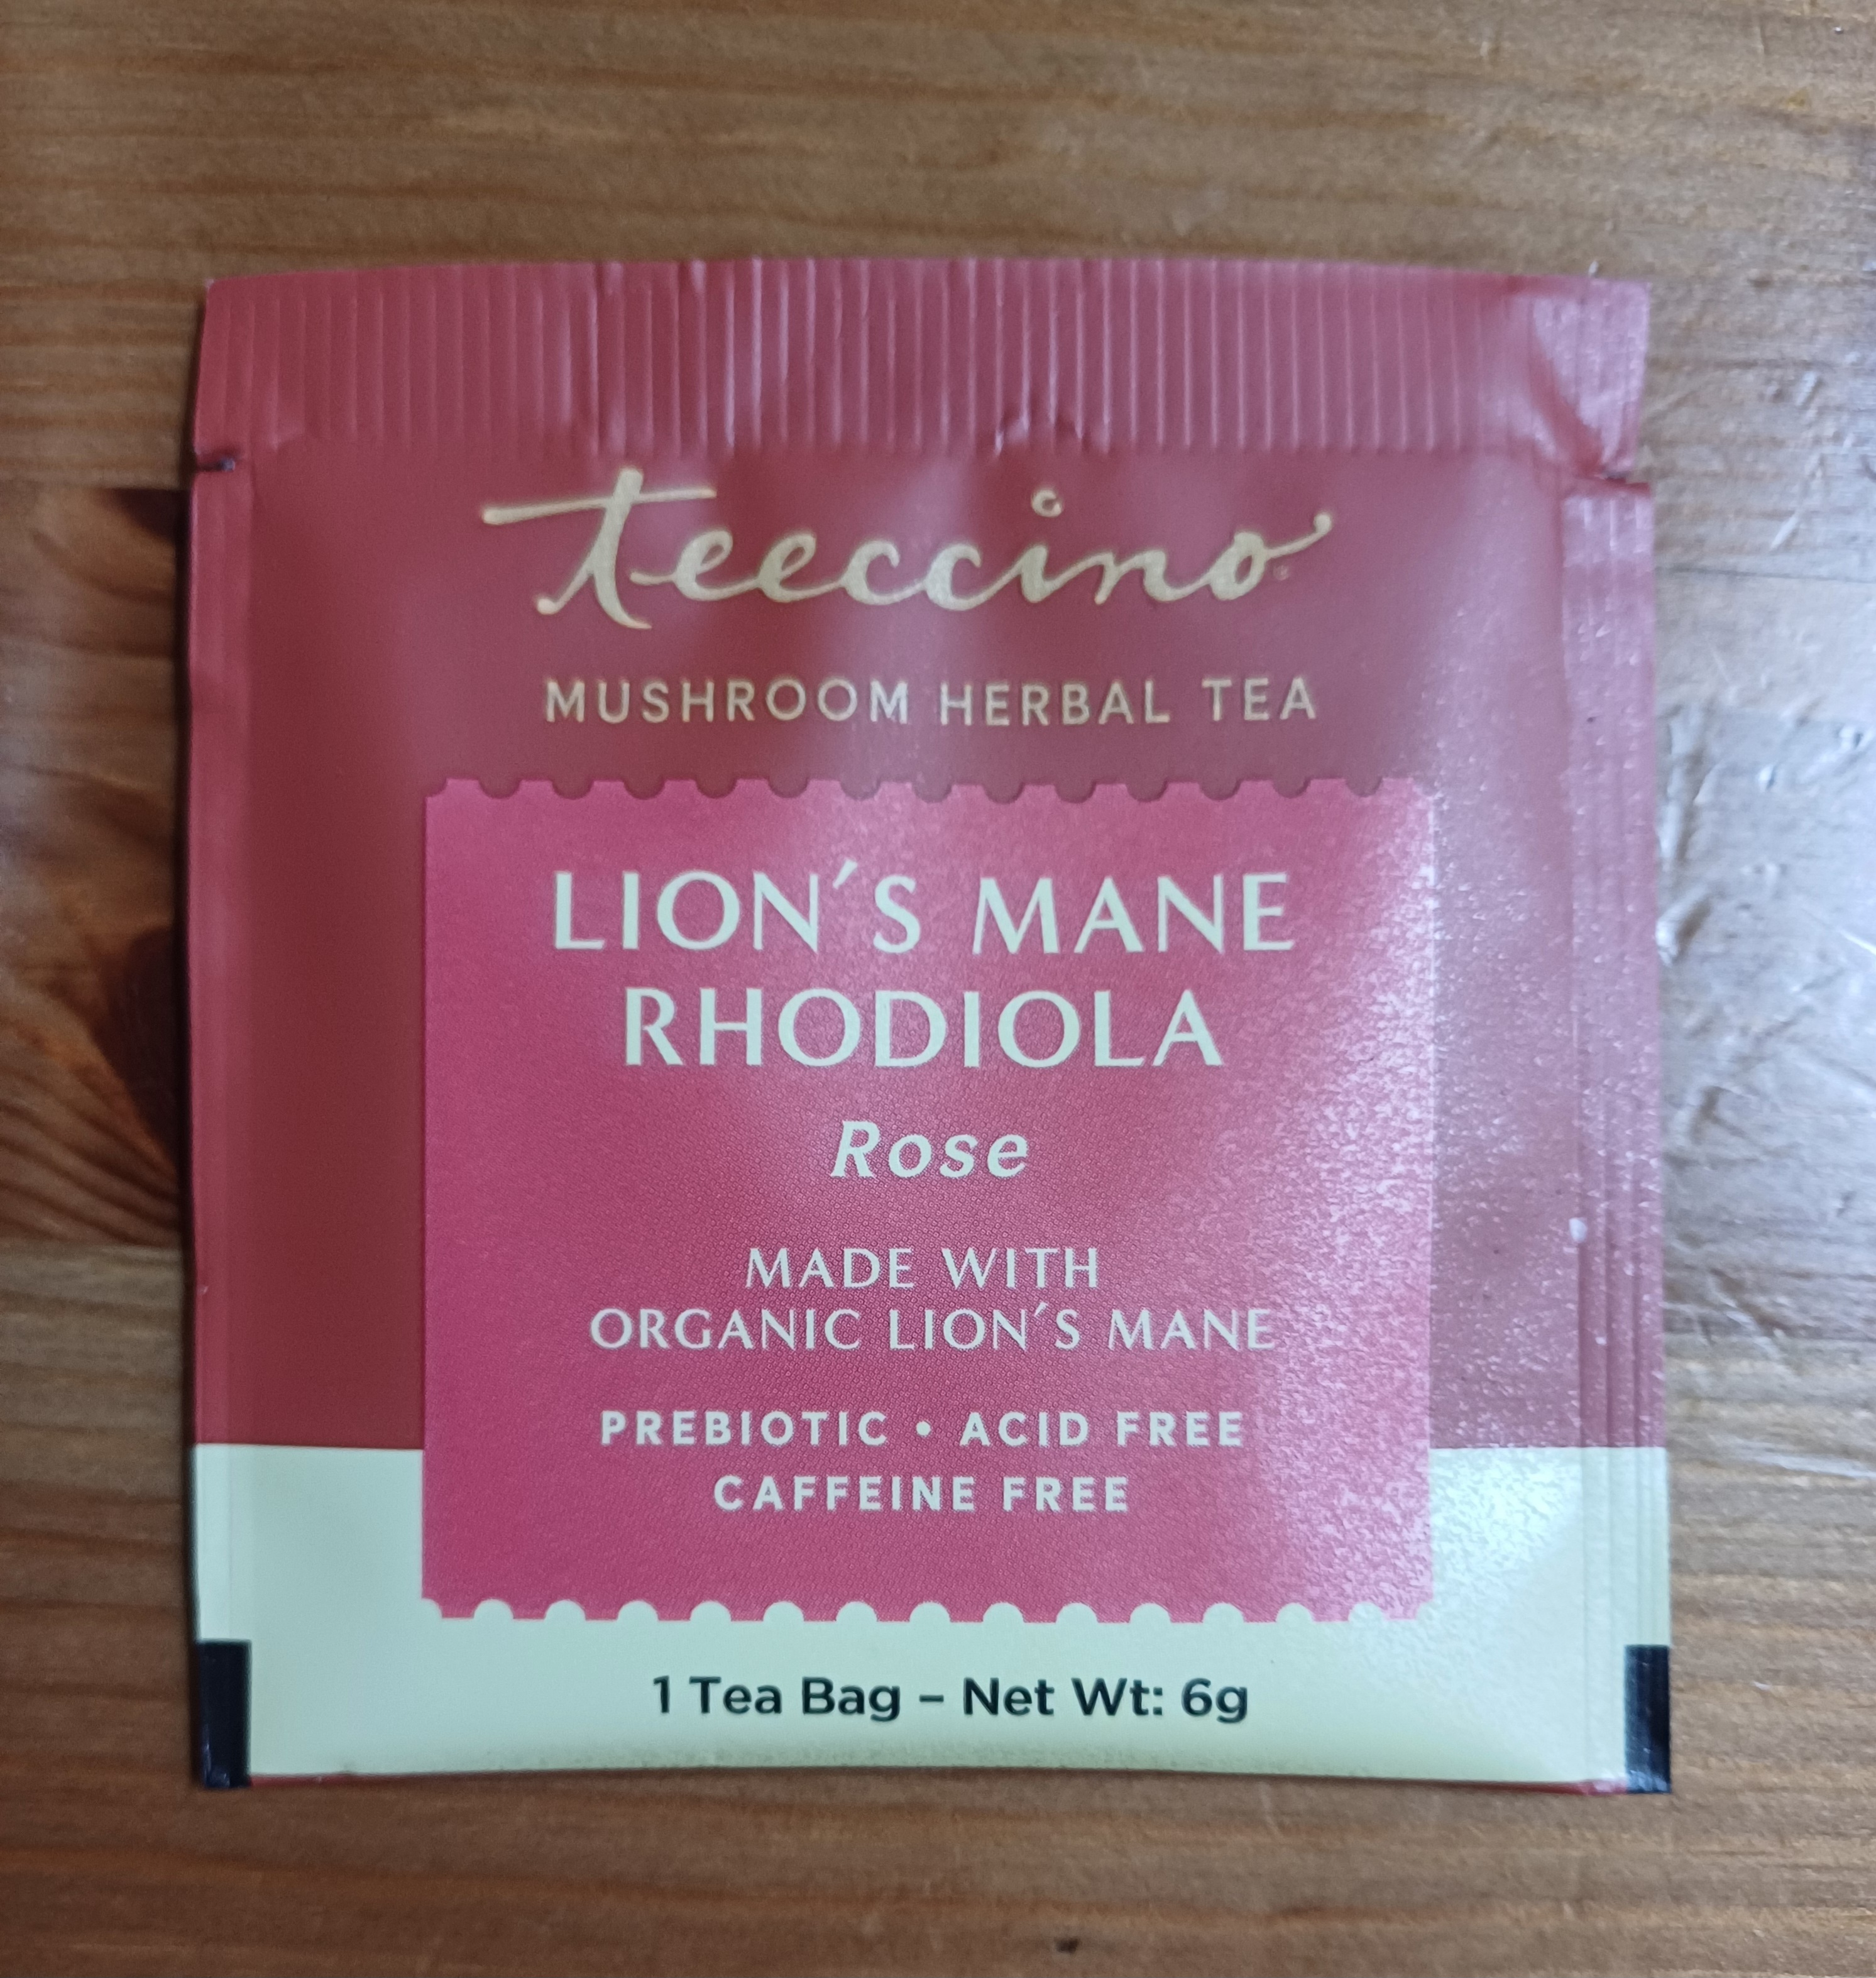 teeccino
MUSHROOM HERBAL TEA
LION'S MANE
RHODIOLA
Rose
MADE WITH
ORGANIC LION'S MANE
PREBIOTIC • ACID FREE
CAFFEINE FREE
1 Tea Bag – Net Wt: 6g